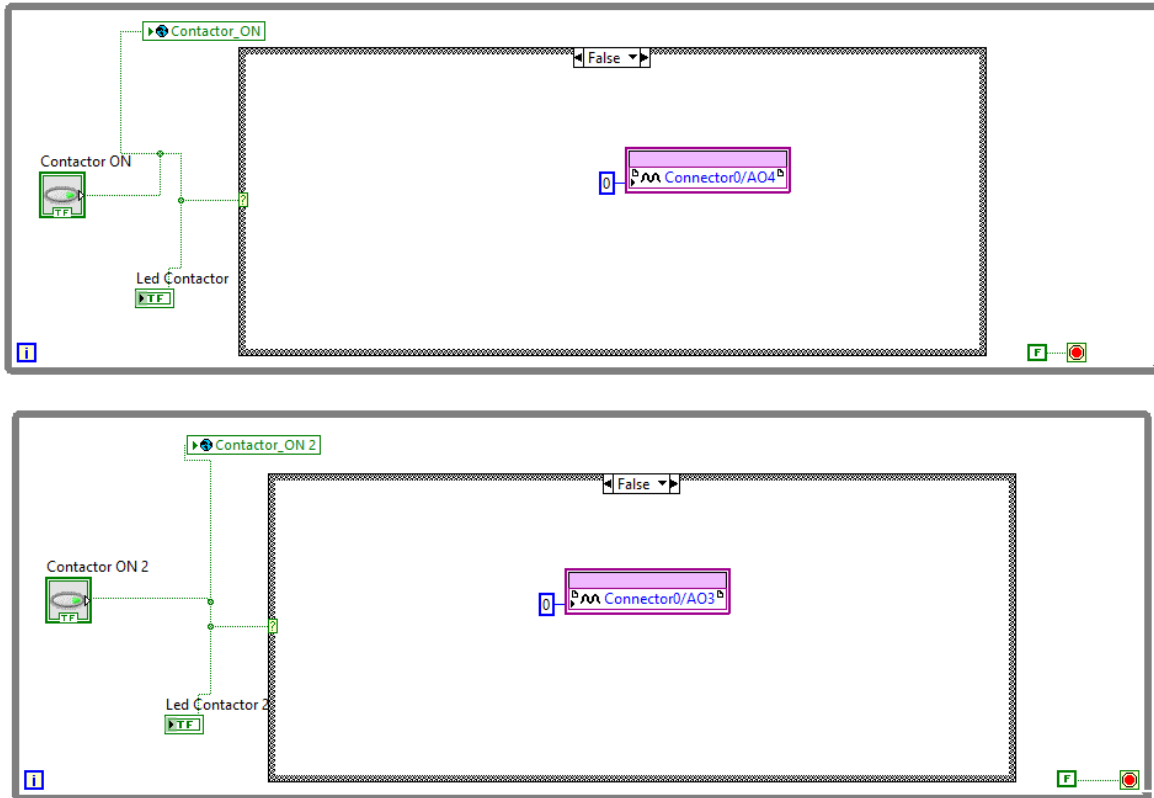 Contactor_ON
False
Contactor ON
TF
0
Connector0/AO4
?
Led Contactor
TF
i
F
Contactor_ON 2
False
Contactor ON 2
TF
0
Connector0/AO3
?
Led Contactor 2
TF
i
F